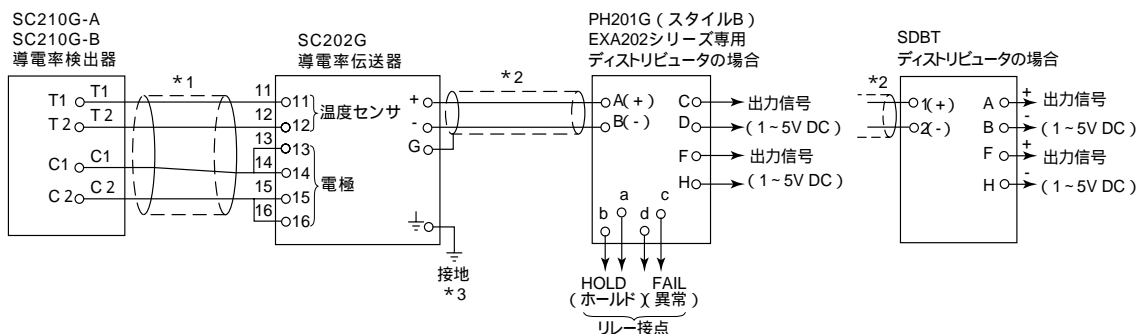 SC210G-A
SC210G-B
導電率検出器
T1
T2
C1
C2
T1
T2
C1
C2
*1
11
12
13
14
15
16
SC202G
導電率伝送器
11
12
13
14
15
16
温度センサ
電極
+
-
G
接地
*3
*2
PH201G(スタイルB)
EXA202シリーズ専用
ディストリビュータの場合
A(+)
B(-)
C
D
F
H
出力信号
(1~5V DC)
出力信号
(1~5V DC)
b
a
d
c
HOLD
(ホールド)
FAIL
(異常)
リレー接点
SDBT
ディストリビュータの場合
*2
-
-
1(+)
2(-)
A
B
F
H
+
出力信号
-
(1~5V DC)
+
出力信号
-
(1~5V DC)